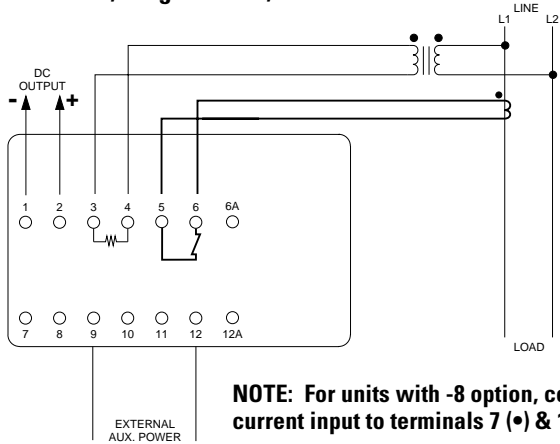 LINE
L1 L2
DC
OUTPUT
- +
1 2 3 4 5 6 6A
7 8 9 10 11 12 12A
LOAD
NOTE: For units with -8 option,
current input to terminals 7 (•) &
EXTERNAL
AUX. POWER